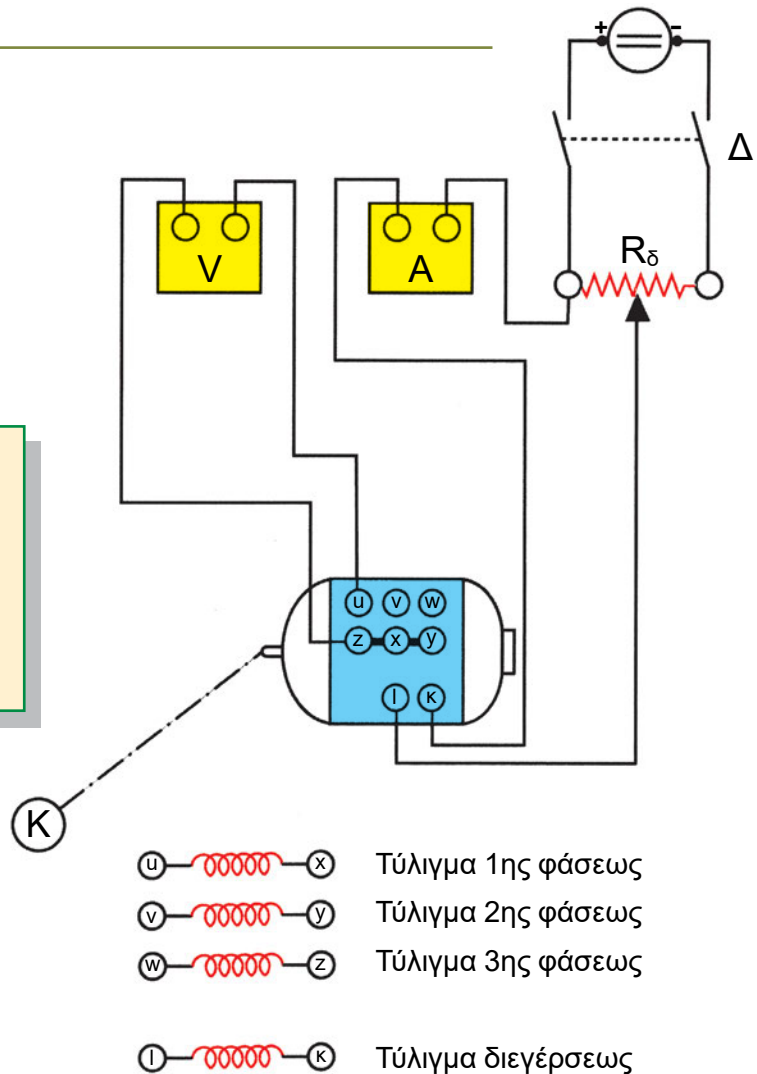 + -
Δ
V A Rδ
u v w
z x y
l κ
K
u x Τύλιγμα 1ης φάσεως
v y Τύλιγμα 2ης φάσεως
w z Τύλιγμα 3ης φάσεως
l κ Τύλιγμα διεγέρσεως